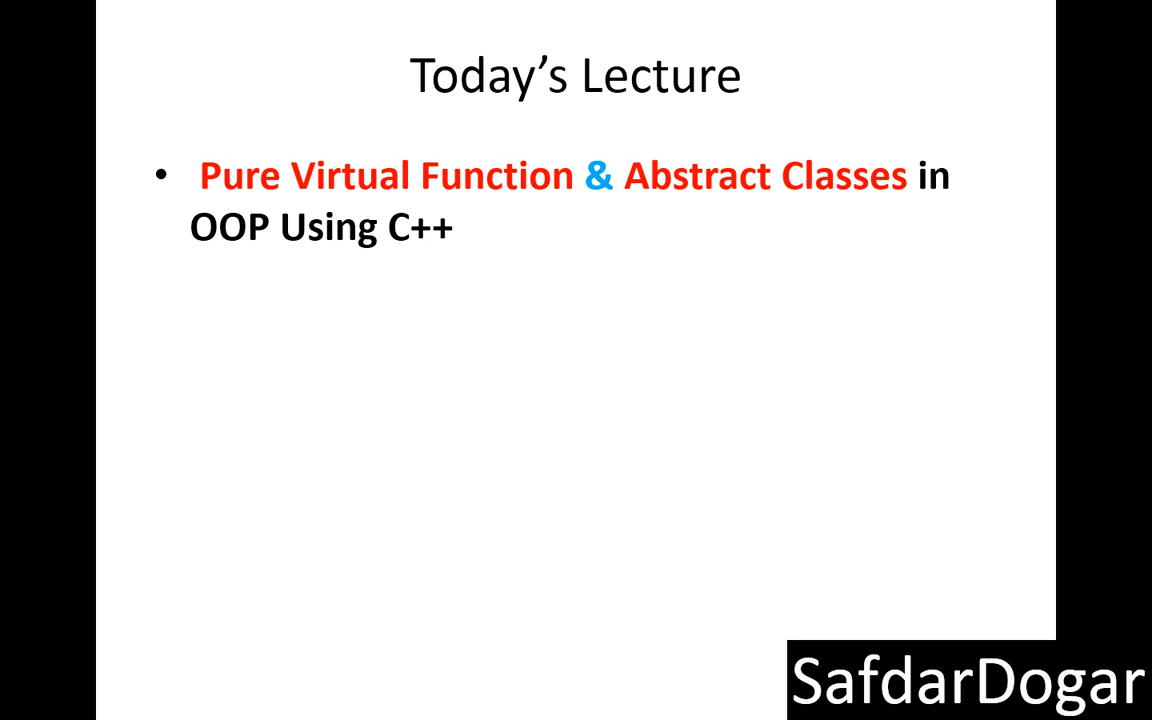 Today’s Lecture
• Pure Virtual Function & Abstract Classes in
OOP Using C++
SafdarDogar